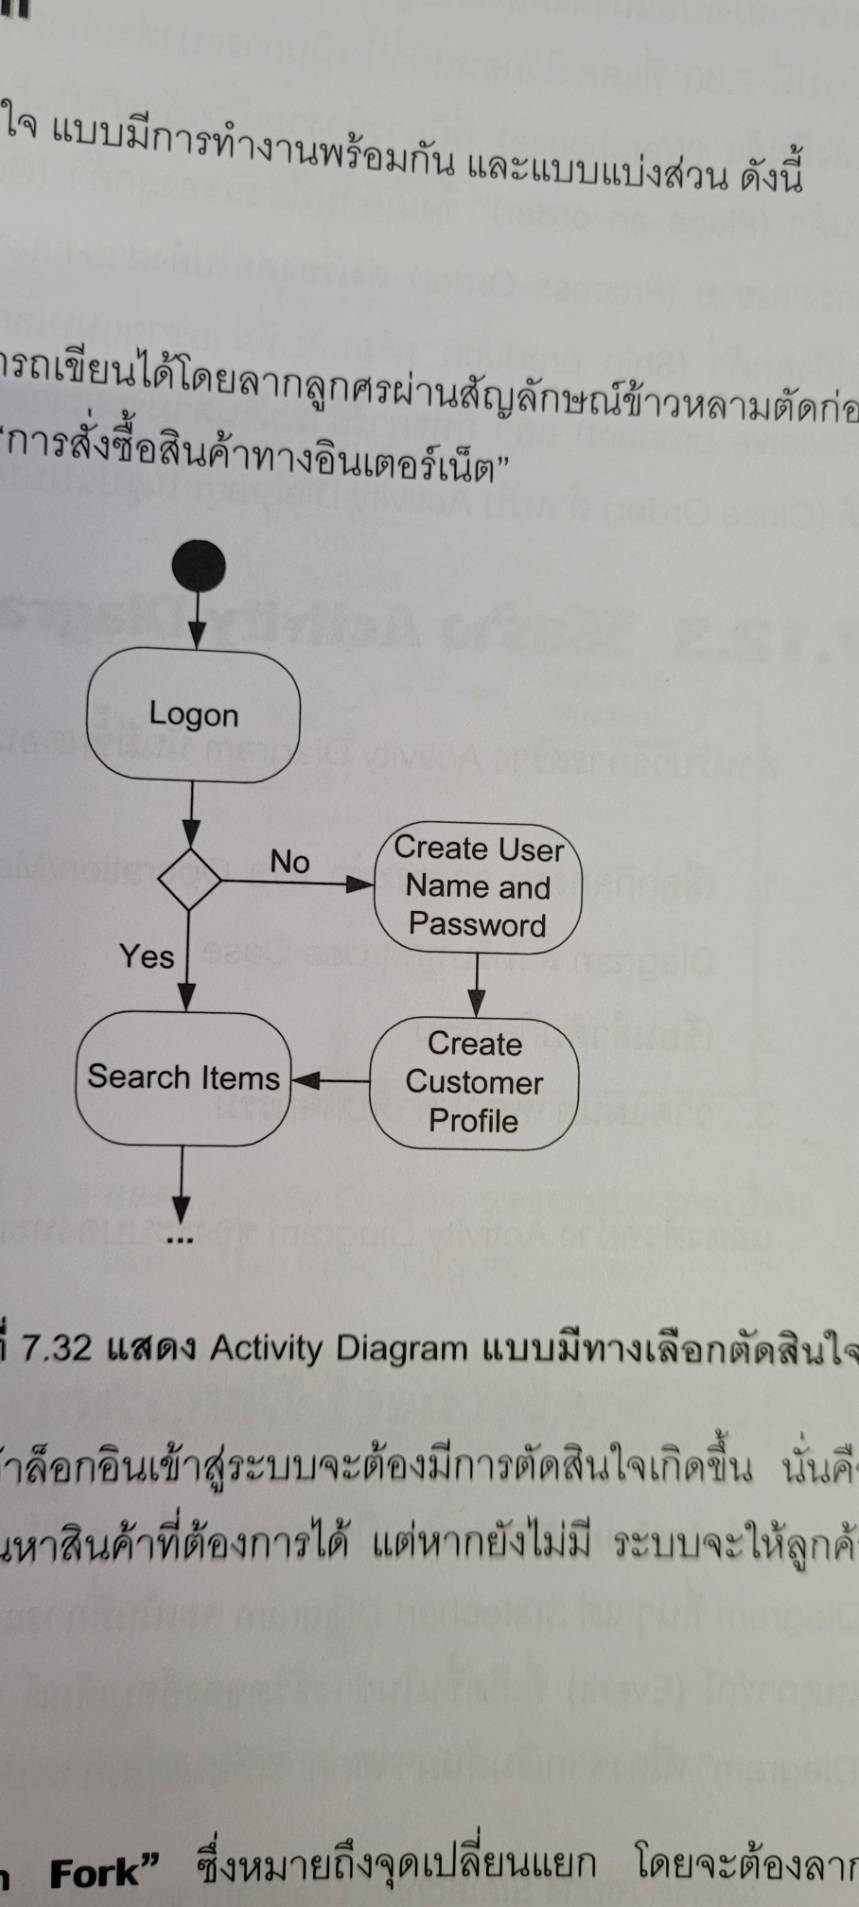 ใจ แบบมีการทำงานพร้อมกัน และแบบแบ่งส่วน ดังนี้
ารถเขียนได้โดยลากลูกศรผ่านสัญลักษณ์ข้าวหลามตัดก่อ
“การสั่งซื้อสินค้าทางอินเตอร์เน็ต”
Logon
No
Create User
Name and
Password
Yes
Search Items
Create
Customer
Profile
...
ที่ 7.32 แสดง Activity Diagram แบบมีทางเลือกตัดสินใจ
าล็อกอินเข้าสู่ระบบจะต้องมีการตัดสินใจเกิดขึ้น นั่นคื
นหาสินค้าที่ต้องการได้ แต่หากยังไม่มี ระบบจะให้ลูกค้
Fork” ซึ่งหมายถึงจุดเปลี่ยนแยก โดยจะต้องลาก